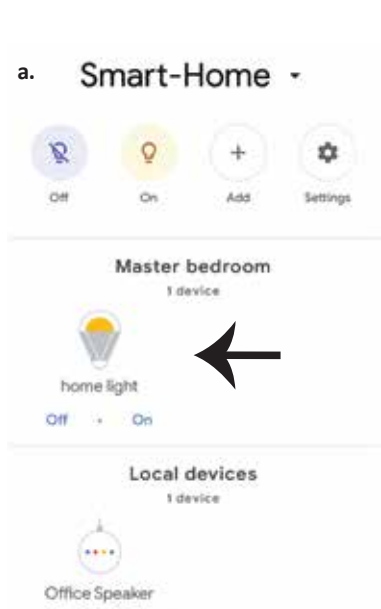 a. Smart-Home
Off On Add Settings
Master bedroom
1 device
home light
Off • On
Local devices
1 device
Office Speaker